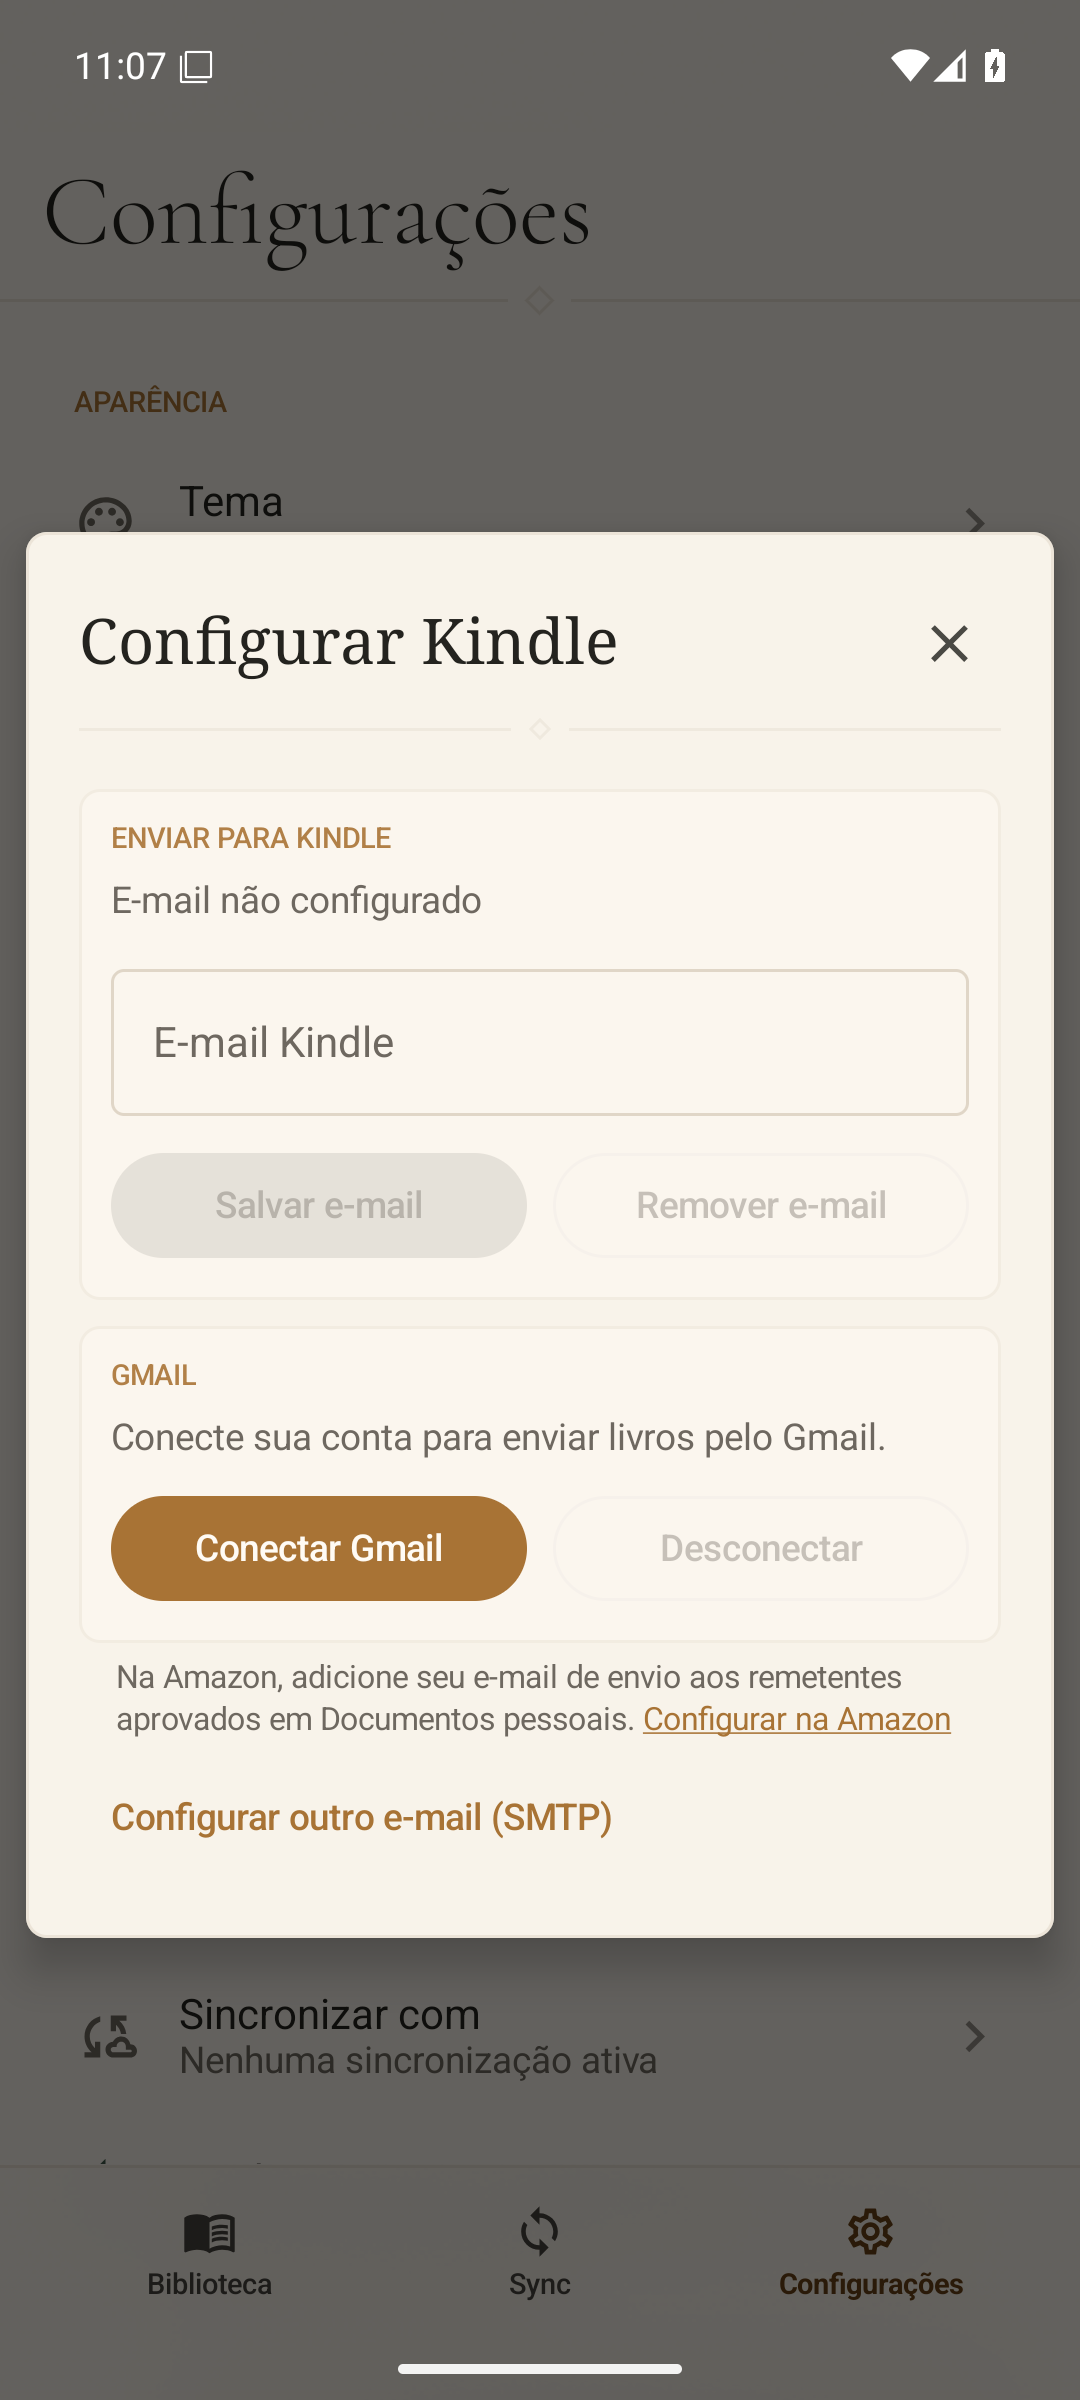 11:07
Configurações
APARÊNCIA
Tema
Configurar Kindle
ENVIAR PARA KINDLE
E-mail não configurado
E-mail Kindle
Salvar e-mail
Remover e-mail
GMAIL
Conecte sua conta para enviar livros pelo Gmail.
Conectar Gmail
Desconectar
Na Amazon, adicione seu e-mail de envio aos remetentes
aprovados em Documentos pessoais. Configurar na Amazon
Configurar outro e-mail (SMTP)
Sincronizar com
Nenhuma sincronização ativa
Biblioteca
Sync
Configurações